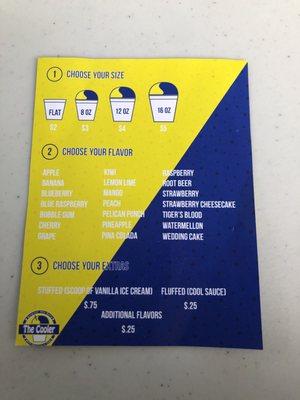 1 CHOOSE YOUR SIZE
FLAT 8 OZ 12 OZ 16 OZ
$2 $3 $4 $5
2 CHOOSE YOUR FLAVOR
APPLE KIWI RASPBERRY
BANANA LEMON LIME ROOT BEER
BLUEBERRY MANGO STRAWBERRY
BLUE RASPBERRY PEACH STRAWBERRY CHEESECAKE
BUBBLE GUM PELICAN PUNCH TIGER'S BLOOD
CHERRY PINEAPPLE WATERMELON
GRAPE PINA COLADA WEDDING CAKE
3 CHOOSE YOUR EXTRAS
STUFFED (SCOOP OF VANILLA ICE CREAM) FLUFFED (COOL SAUCE)
$.75 $.25
ADDITIONAL FLAVORS
$.25
The Cooler